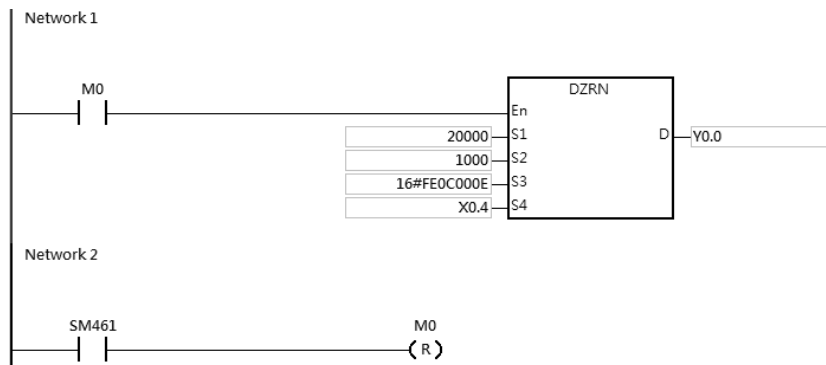 Network 1
M0
DZRN
En
20000 S1 D Y0.0
1000 S2
16#FE0C000E S3
X0.4 S4
Network 2
SM461 M0
R